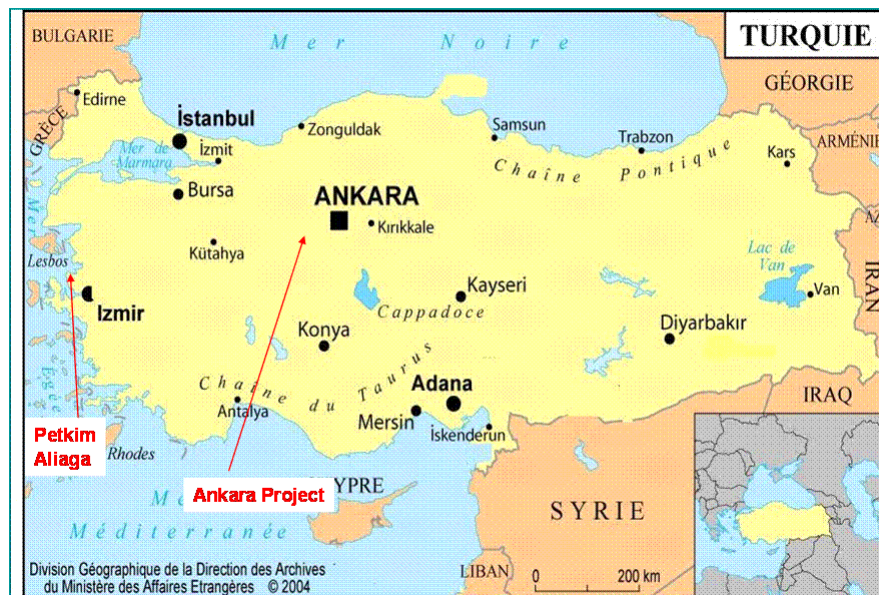 BULGARIE
Mer Noire
TURQUIE
GÉORGIE
Edirne
GRÈCE
İstanbul
Zonguldak
Samsun
Trabzon
Kars
ARMÉNIE
Mer de
Marmara
İzmit
Chaîne Pontique
Bursa
ANKARA
Kırıkkale
Kütahya
Mer
Lesbos
Lac de
Van
Van
IRAN
Izmir
Kayseri
Cappadoce
Konya
Diyarbakır
Chaîne du Taurus
Adana
Égée
Antalya
Mersin
İskenderun
IRAQ
Petkim
Aliaga
Rhodes
Ankara Project
YPRE
SYRIE
Méditerranée
LIBAN
0 200 km
Division Géographique de la Direction des Archives
du Ministère des Affaires Etrangères © 2004